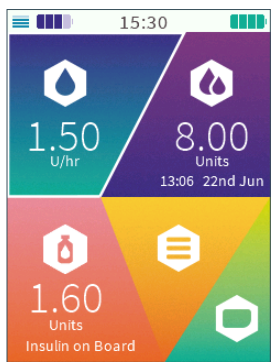 15:30
1.50
U/hr
8.00
Units
13:06 22nd Jun
1.60
Units
Insulin on Board